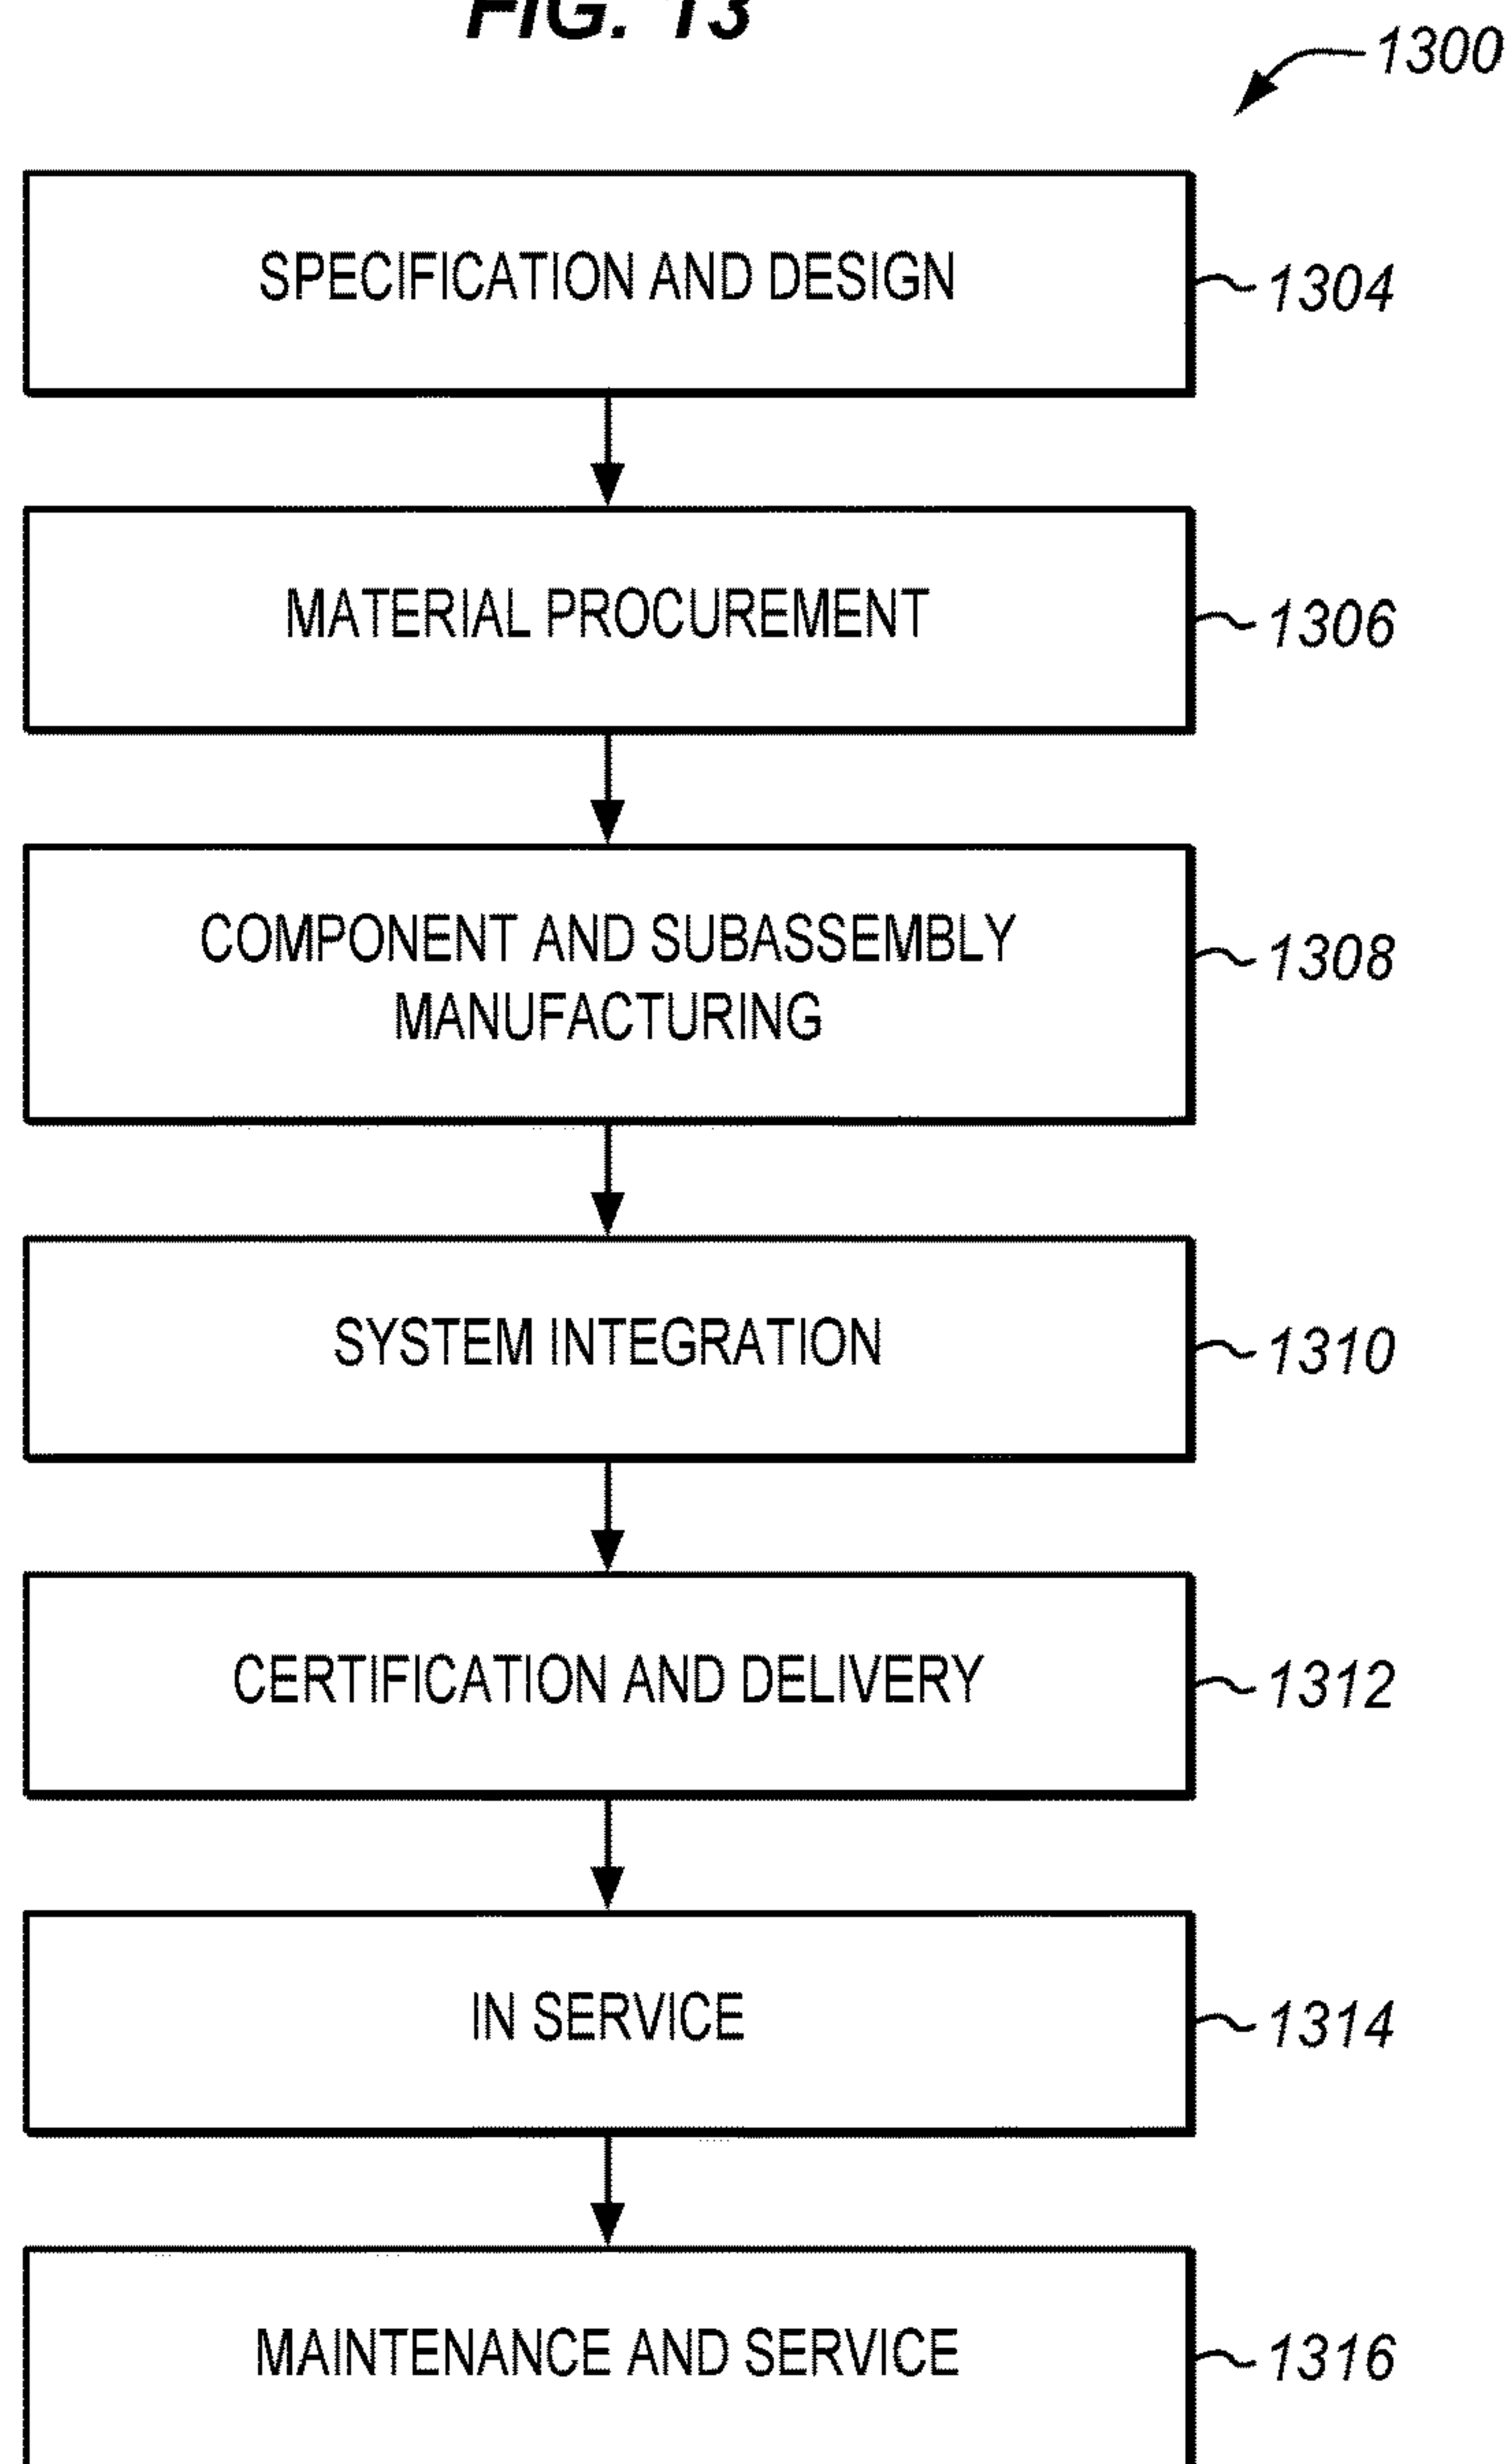 FIG. 13
1300
SPECIFICATION AND DESIGN
1304
MATERIAL PROCUREMENT
1306
COMPONENT AND SUBASSEMBLY
MANUFACTURING
1308
SYSTEM INTEGRATION
1310
CERTIFICATION AND DELIVERY
1312
IN SERVICE
1314
MAINTENANCE AND SERVICE
1316